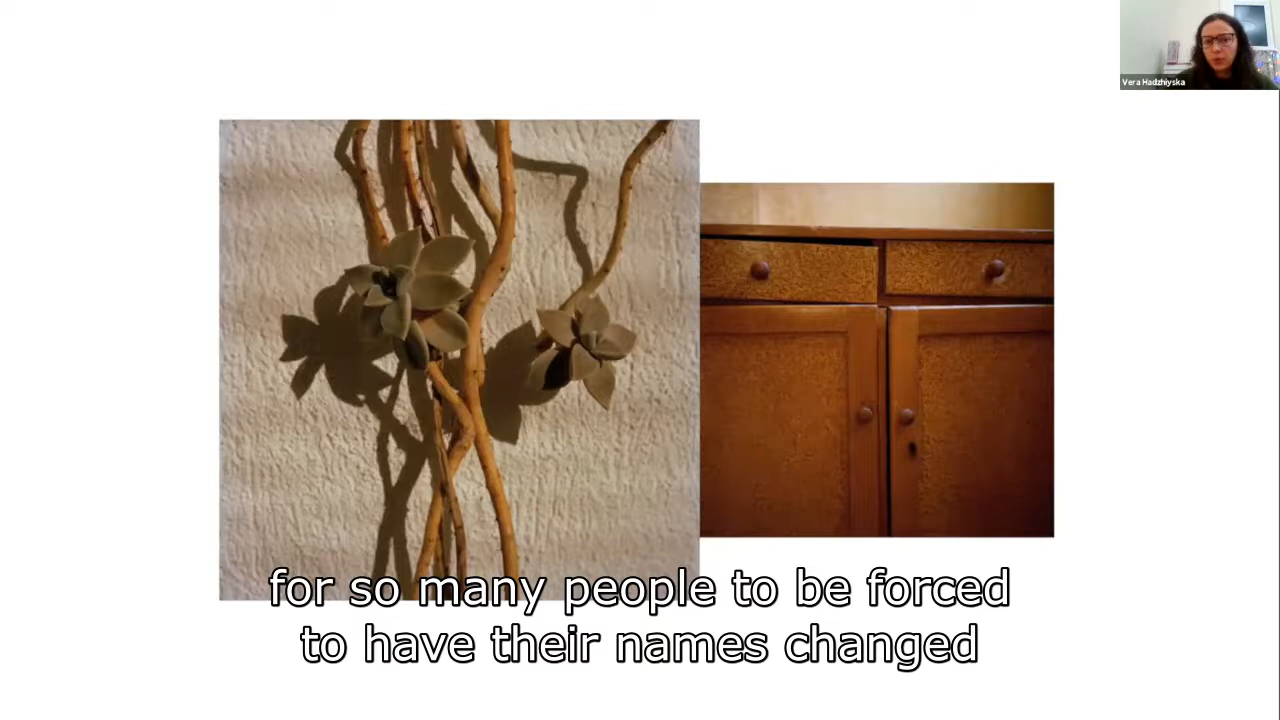 Vera Hadzhiyska
for so many people to be forced
to have their names changed